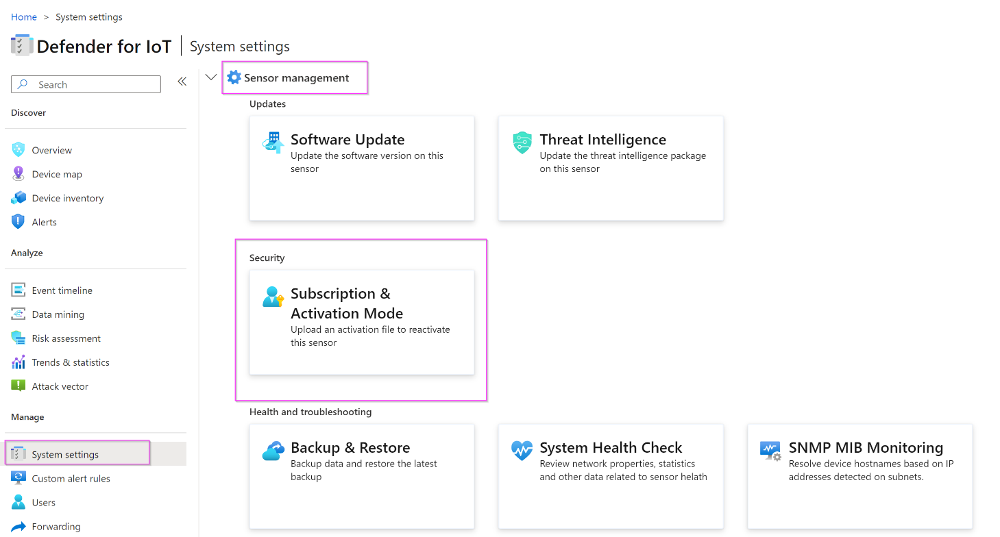 Home > System settings
Defender for IoT | System settings
Search
Discover
Overview
Device map
Device inventory
Alerts
Analyze
Event timeline
Data mining
Risk assessment
Trends & statistics
Attack vector
Manage
System settings
Custom alert rules
Users
Forwarding
Sensor management
Updates
Software Update
Update the software version on this
sensor
Threat Intelligence
Update the threat intelligence package
on this sensor
Security
Subscription &
Activation Mode
Upload an activation file to reactivate
this sensor
Health and troubleshooting
Backup & Restore
Backup data and restore the latest
backup
System Health Check
Review network properties, statistics
and other data related to sensor helath
SNMP MIB Monitoring
Resolve device hostnames based on IP
addresses detected on subnets.